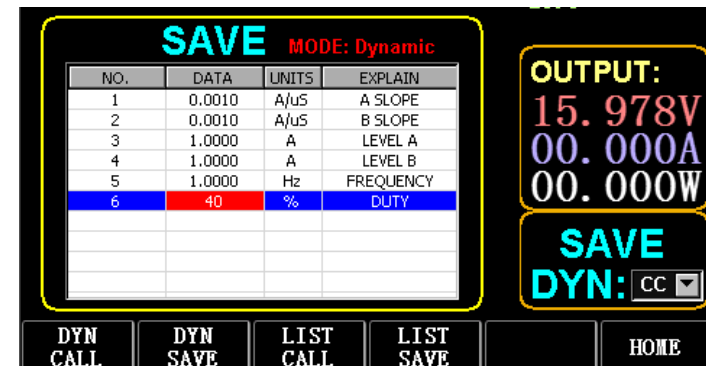 SAVE MODE: Dynamic
NO. DATA UNITS EXPLAIN
1 0.0010 A/uS A SLOPE
2 0.0010 A/uS B SLOPE
3 1.0000 A LEVEL A
4 1.0000 A LEVEL B
5 1.0000 Hz FREQUENCY
6 40 % DUTY
OUTPUT:
15.978V
00.000A
00.000W
SAVE
DYN: CC
DYN CALL
DYN SAVE
LIST CALL
LIST SAVE
HOME